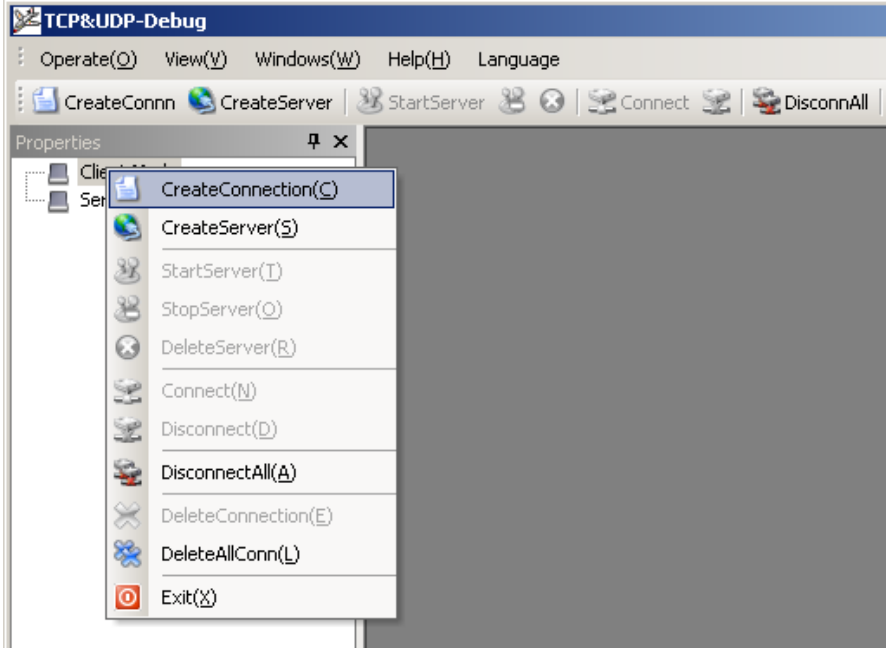 TCP&UDP-Debug
Operate(O) View(V) Windows(W) Help(H) Language
CreateConnn CreateServer StartServer Connect DisconnAll
Properties
CreateConnection(C)
CreateServer(S)
StartServer(T)
StopServer(O)
DeleteServer(R)
Connect(N)
Disconnect(D)
DisconnectAll(A)
DeleteConnection(E)
DeleteAllConn(L)
Exit(X)